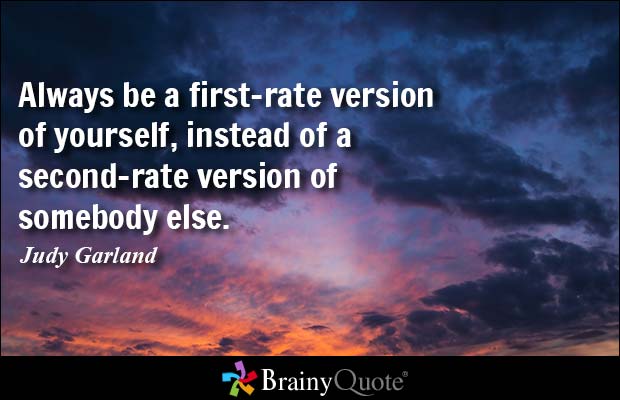 Always be a first-rate version
of yourself, instead of a
second-rate version of
somebody else.
Judy Garland
BrainyQuote®